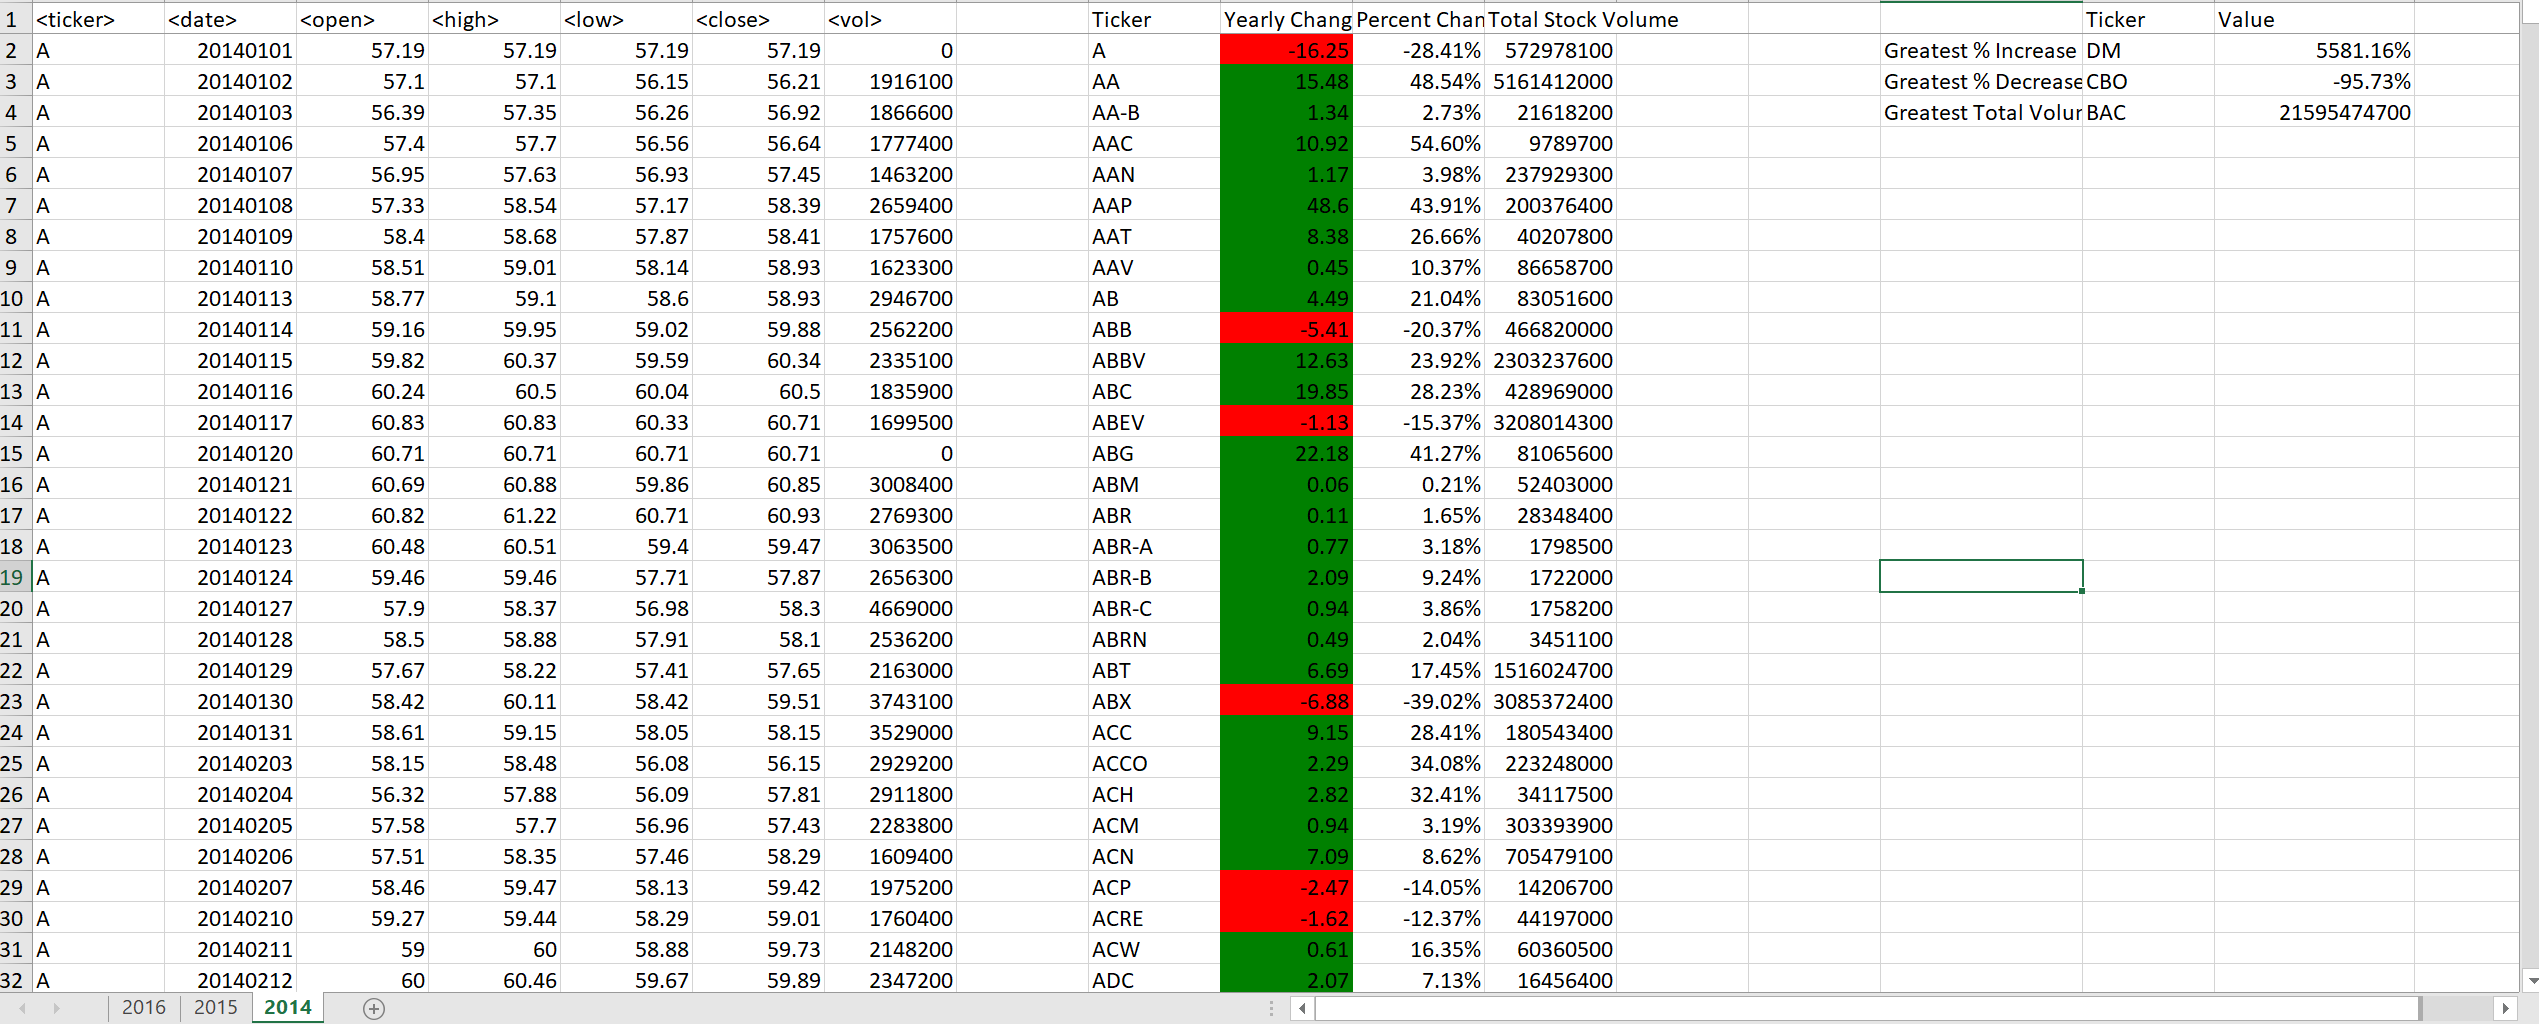 1 <ticker> <date> <open> <high> <low> <close> <vol> Ticker Yearly Chang Percent Chan Total Stock Volume Ticker Value
2 A 20140101 57.19 57.19 57.19 57.19 0 A -16.25 -28.41% 572978100 Greatest % Increase DM 5581.16%
3 A 20140102 57.1 57.1 56.15 56.21 1916100 AA 15.48 48.54% 5161412000 Greatest % Decrease CBO -95.73%
4 A 20140103 56.39 57.35 56.26 56.92 1866600 AA-B 1.34 2.73% 21618200 Greatest Total Volur BAC 21595474700
5 A 20140106 57.4 57.7 56.56 56.64 1777400 AAC 10.92 54.60% 9789700
6 A 20140107 56.95 57.63 56.93 57.45 1463200 AAN 1.17 3.98% 237929300
7 A 20140108 57.33 58.54 57.17 58.39 2659400 AAP 48.6 43.91% 200376400
8 A 20140109 58.4 58.68 57.87 58.41 1757600 AAT 8.38 26.66% 40207800
9 A 20140110 58.51 59.01 58.14 58.93 1623300 AAV 0.45 10.37% 86658700
10 A 20140113 58.77 59.1 58.6 58.93 2946700 AB 4.49 21.04% 83051600
11 A 20140114 59.16 59.95 59.02 59.88 2562200 ABB -5.41 -20.37% 466820000
12 A 20140115 59.82 60.37 59.59 60.34 2335100 ABBV 12.63 23.92% 2303237600
13 A 20140116 60.24 60.5 60.04 60.5 1835900 ABC 19.85 28.23% 428969000
14 A 20140117 60.83 60.83 60.33 60.71 1699500 ABEV -1.13 -15.37% 3208014300
15 A 20140120 60.71 60.71 60.71 60.71 0 ABG 22.18 41.27% 81065600
16 A 20140121 60.69 60.88 59.86 60.85 3008400 ABM 0.06 0.21% 52403000
17 A 20140122 60.82 61.22 60.71 60.93 2769300 ABR 0.11 1.65% 28348400
18 A 20140123 60.48 60.51 59.4 59.47 3063500 ABR-A 0.77 3.18% 1798500
19 A 20140124 59.46 59.46 57.71 57.87 2656300 ABR-B 2.09 9.24% 1722000
20 A 20140127 57.9 58.37 56.98 58.3 4669000 ABR-C 0.94 3.86% 1758200
21 A 20140128 58.5 58.88 57.91 58.1 2536200 ABRN 0.49 2.04% 3451100
22 A 20140129 57.67 58.22 57.41 57.65 2163000 ABT 6.69 17.45% 1516024700
23 A 20140130 58.42 60.11 58.42 59.51 3743100 ABX -6.88 -39.02% 3085372400
24 A 20140131 58.61 59.15 58.05 58.15 3529000 ACC 9.15 28.41% 180543400
25 A 20140203 58.15 58.48 56.08 56.15 2929200 ACCO 2.29 34.08% 223248000
26 A 20140204 56.32 57.88 56.09 57.81 2911800 ACH 2.82 32.41% 34117500
27 A 20140205 57.58 57.7 56.96 57.43 2283800 ACM 0.94 3.19% 303393900
28 A 20140206 57.51 58.35 57.46 58.29 1609400 ACN 7.09 8.62% 705479100
29 A 20140207 58.46 59.47 58.13 59.42 1975200 ACP -2.47 -14.05% 14206700
30 A 20140210 59.27 59.44 58.29 59.01 1760400 ACRE -1.62 -12.37% 44197000
31 A 20140211 59 60 58.88 59.73 2148200 ACW 0.61 16.35% 60360500
32 A 20140212 60 60.46 59.67 59.89 2347200 ADC 2.07 7.13% 16456400
2016 2015 2014